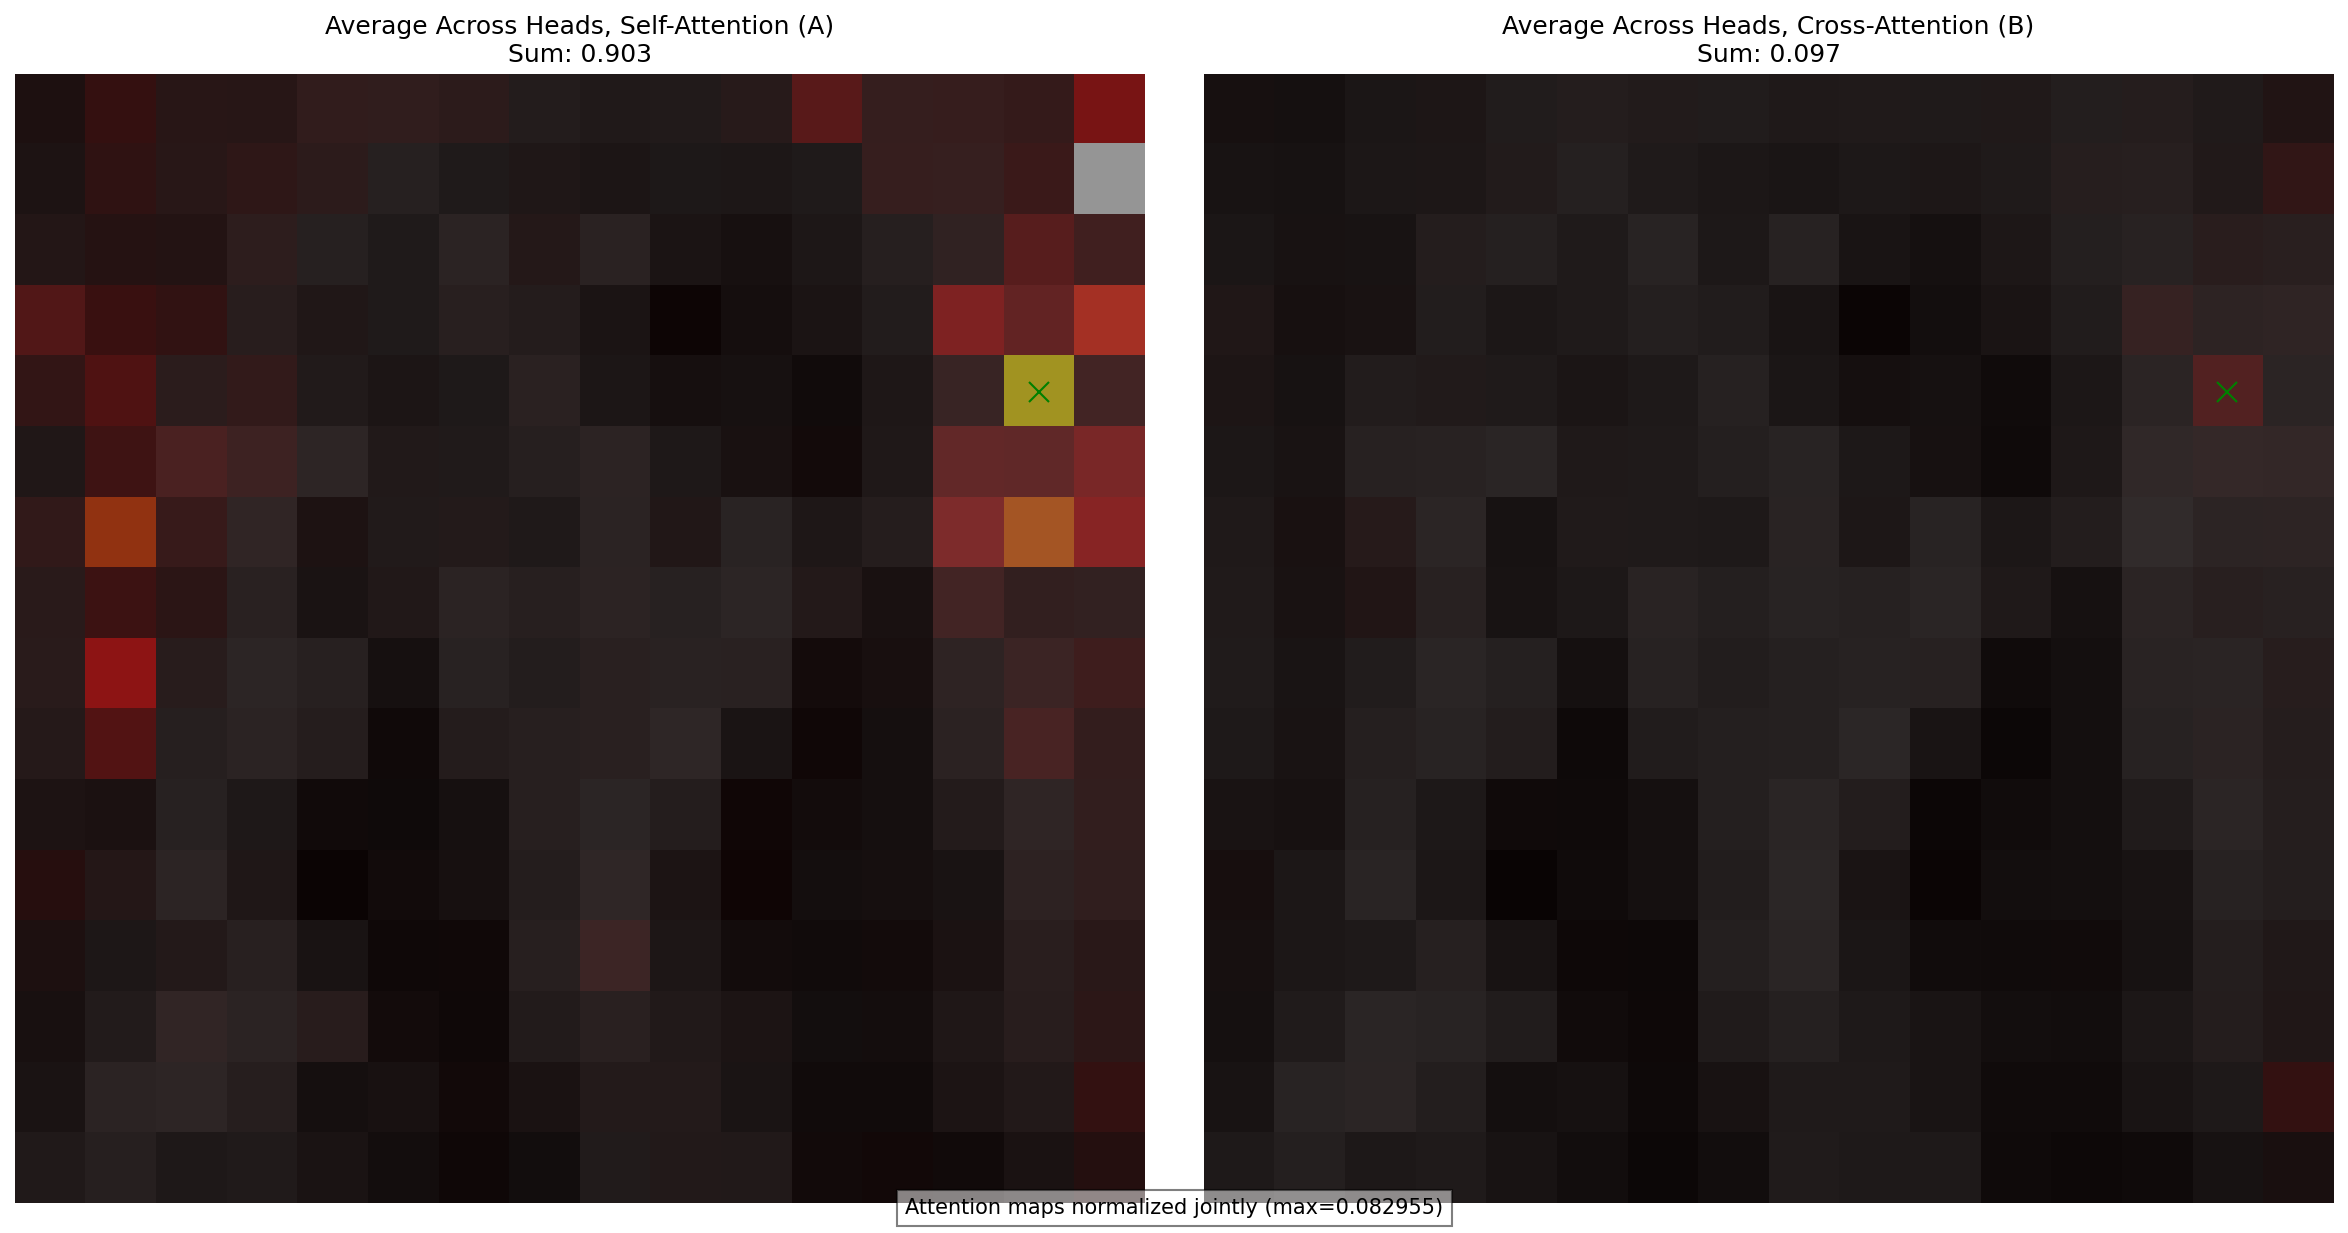 Average Across Heads, Self-Attention (A)
Sum: 0.903
Average Across Heads, Cross-Attention (B)
Sum: 0.097
Attention maps normalized jointly (max=0.082955)